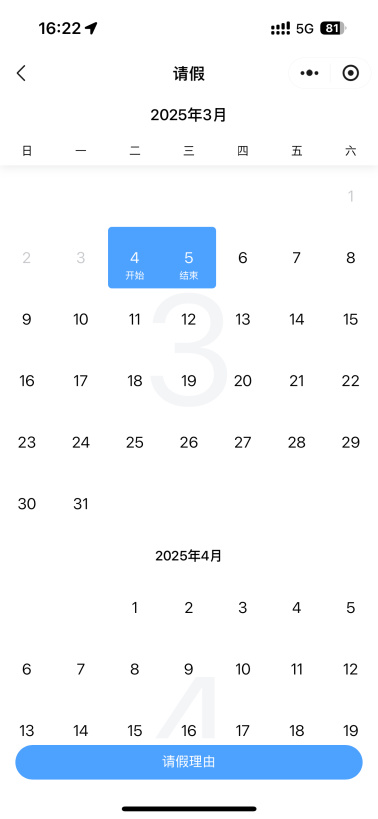 16:22 5G 81
请假
2025年3月
日 一 二 三 四 五 六
1
2 3 4 5 6 7 8
开始 结束
3
9 10 11 12 13 14 15
16 17 18 19 20 21 22
23 24 25 26 27 28 29
30 31
2025年4月
1 2 3 4 5
6 7 8 9 10 11 12
4
13 14 15 16 17 18 19
请假理由